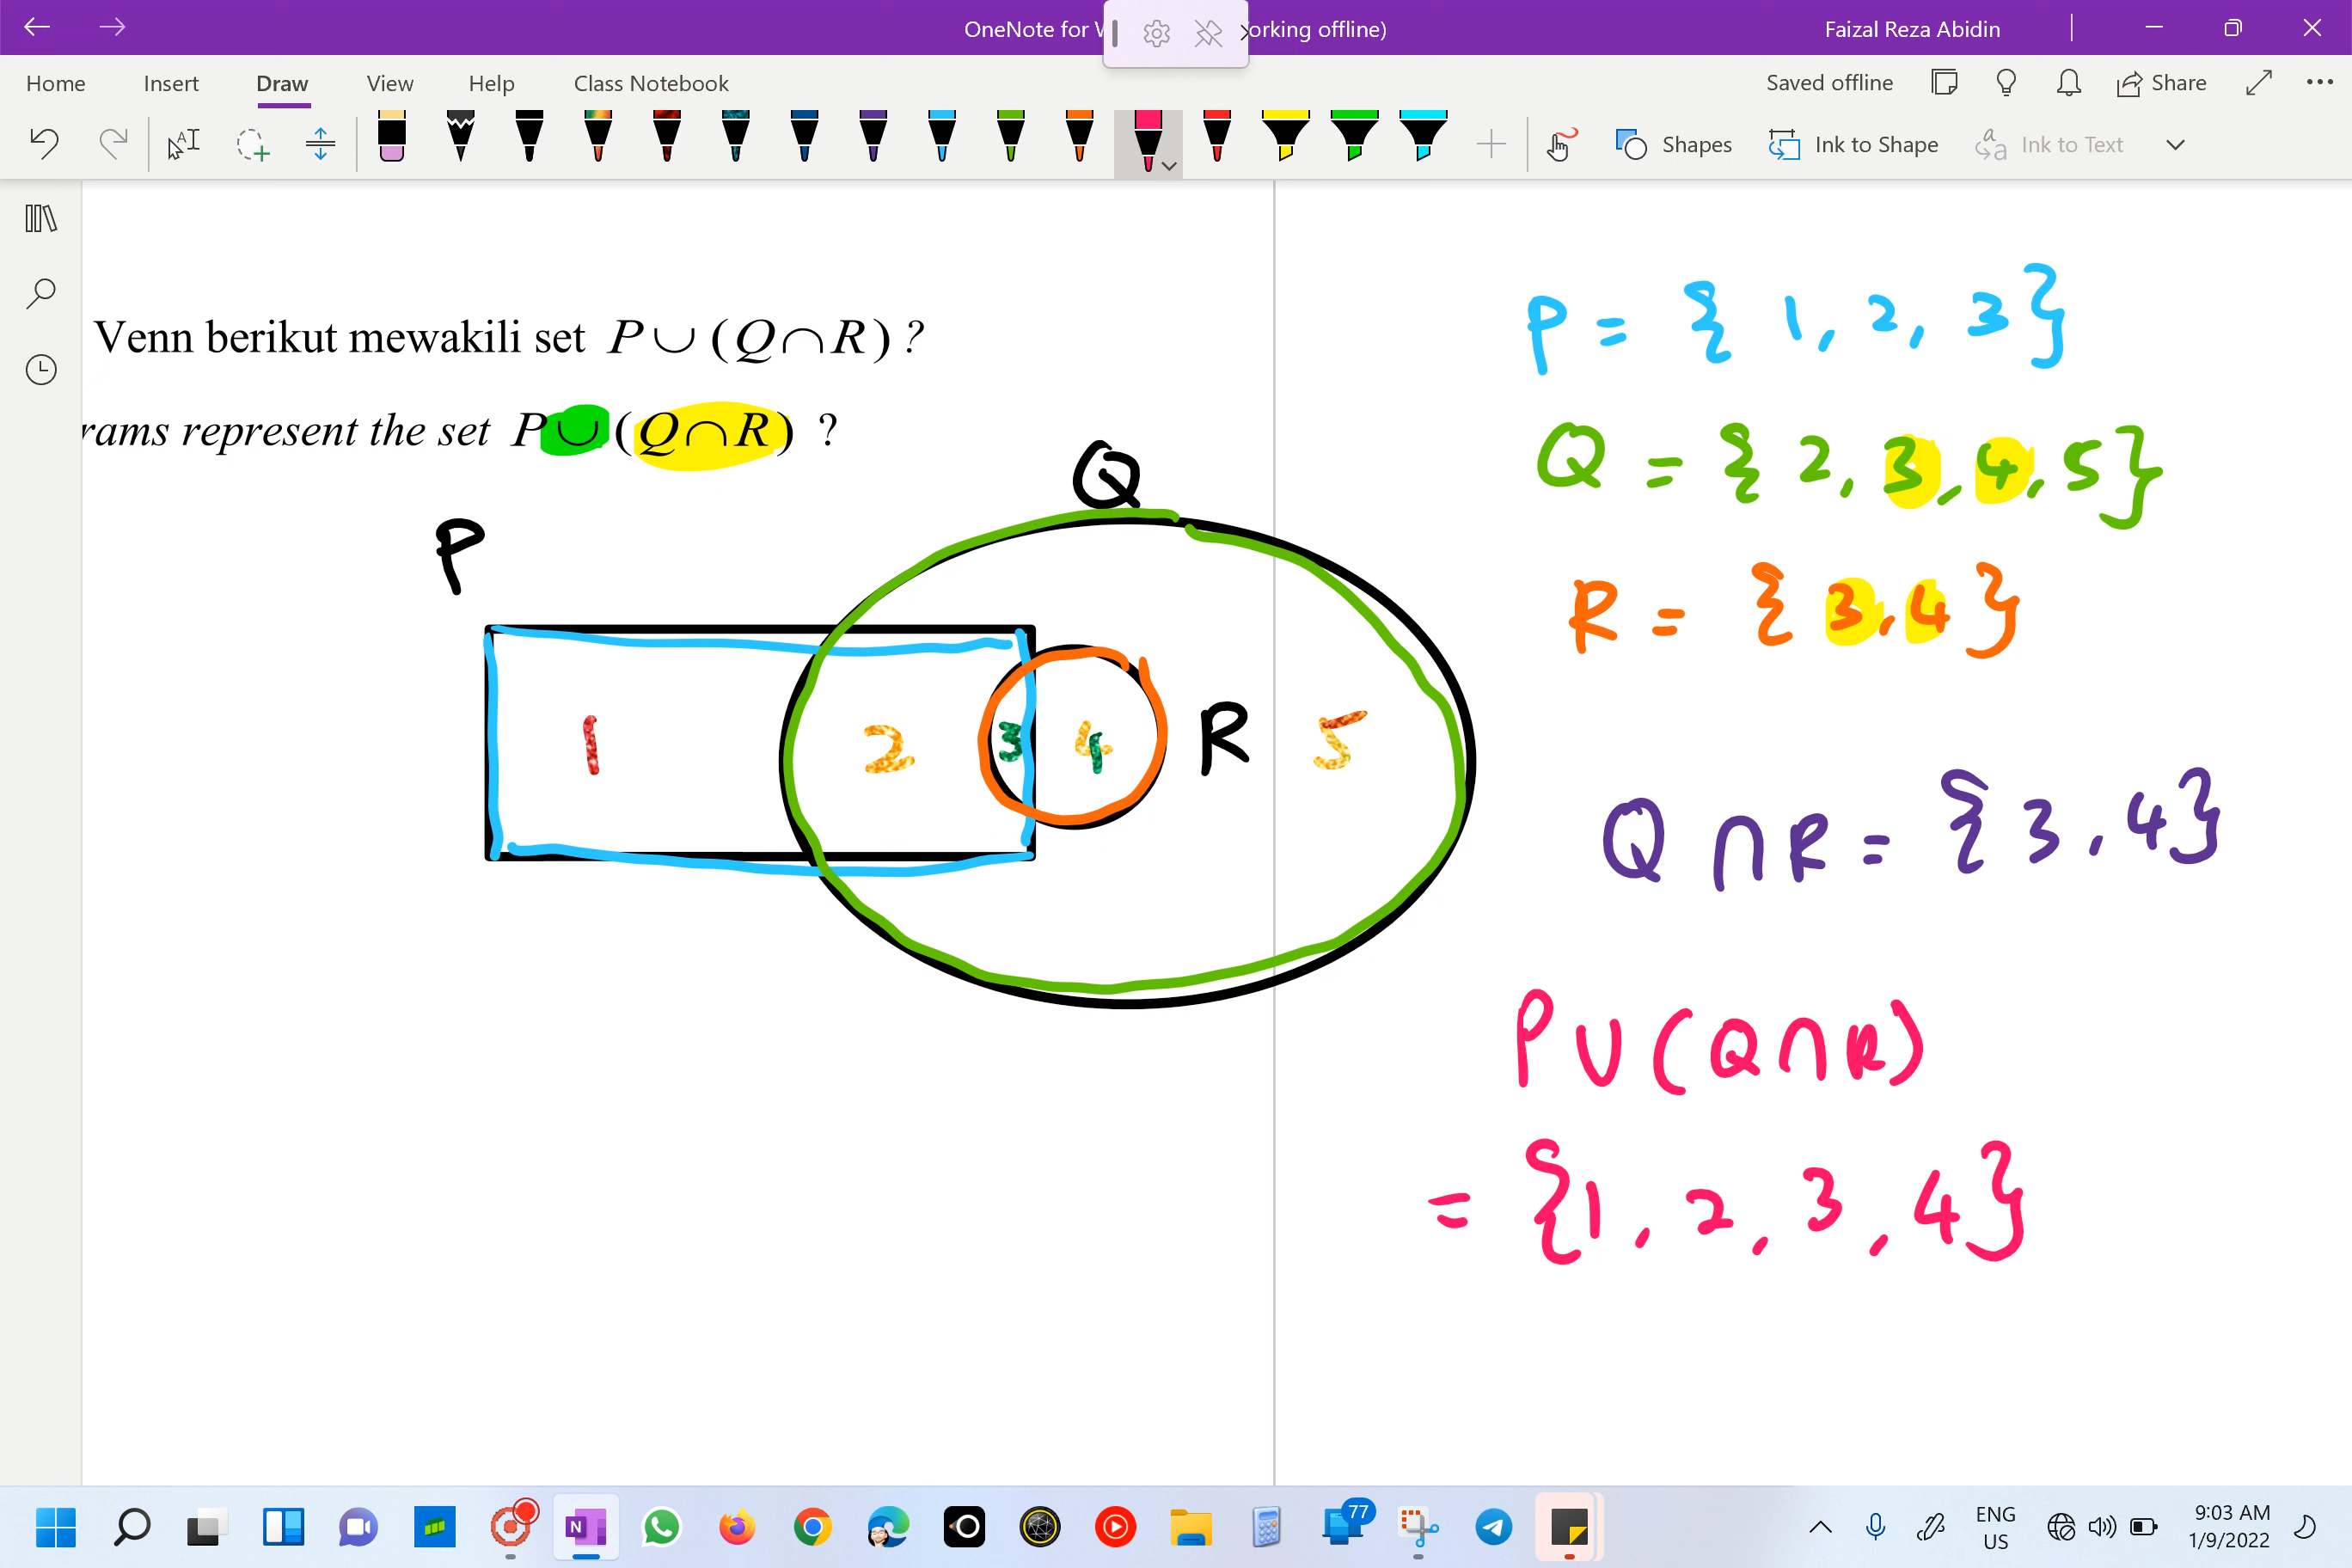 OneNote for W
orking offline)
Faizal Reza Abidin
Home Insert Draw View Help Class Notebook
Saved offline Share
Shapes Ink to Shape Ink to Text
Venn berikut mewakili set P∪(Q∩R)?
rams represent the set P∪(Q∩R) ?
P
Q
1 2 3 4 R 5
P = { 1, 2, 3}
Q = { 2, 3, 4, 5}
R = { 3, 4 }
Q ∩ R = { 3, 4}
P ∪ (Q ∩ R)
= {1, 2, 3, 4}
77
ENG
US
9:03 AM
1/9/2022